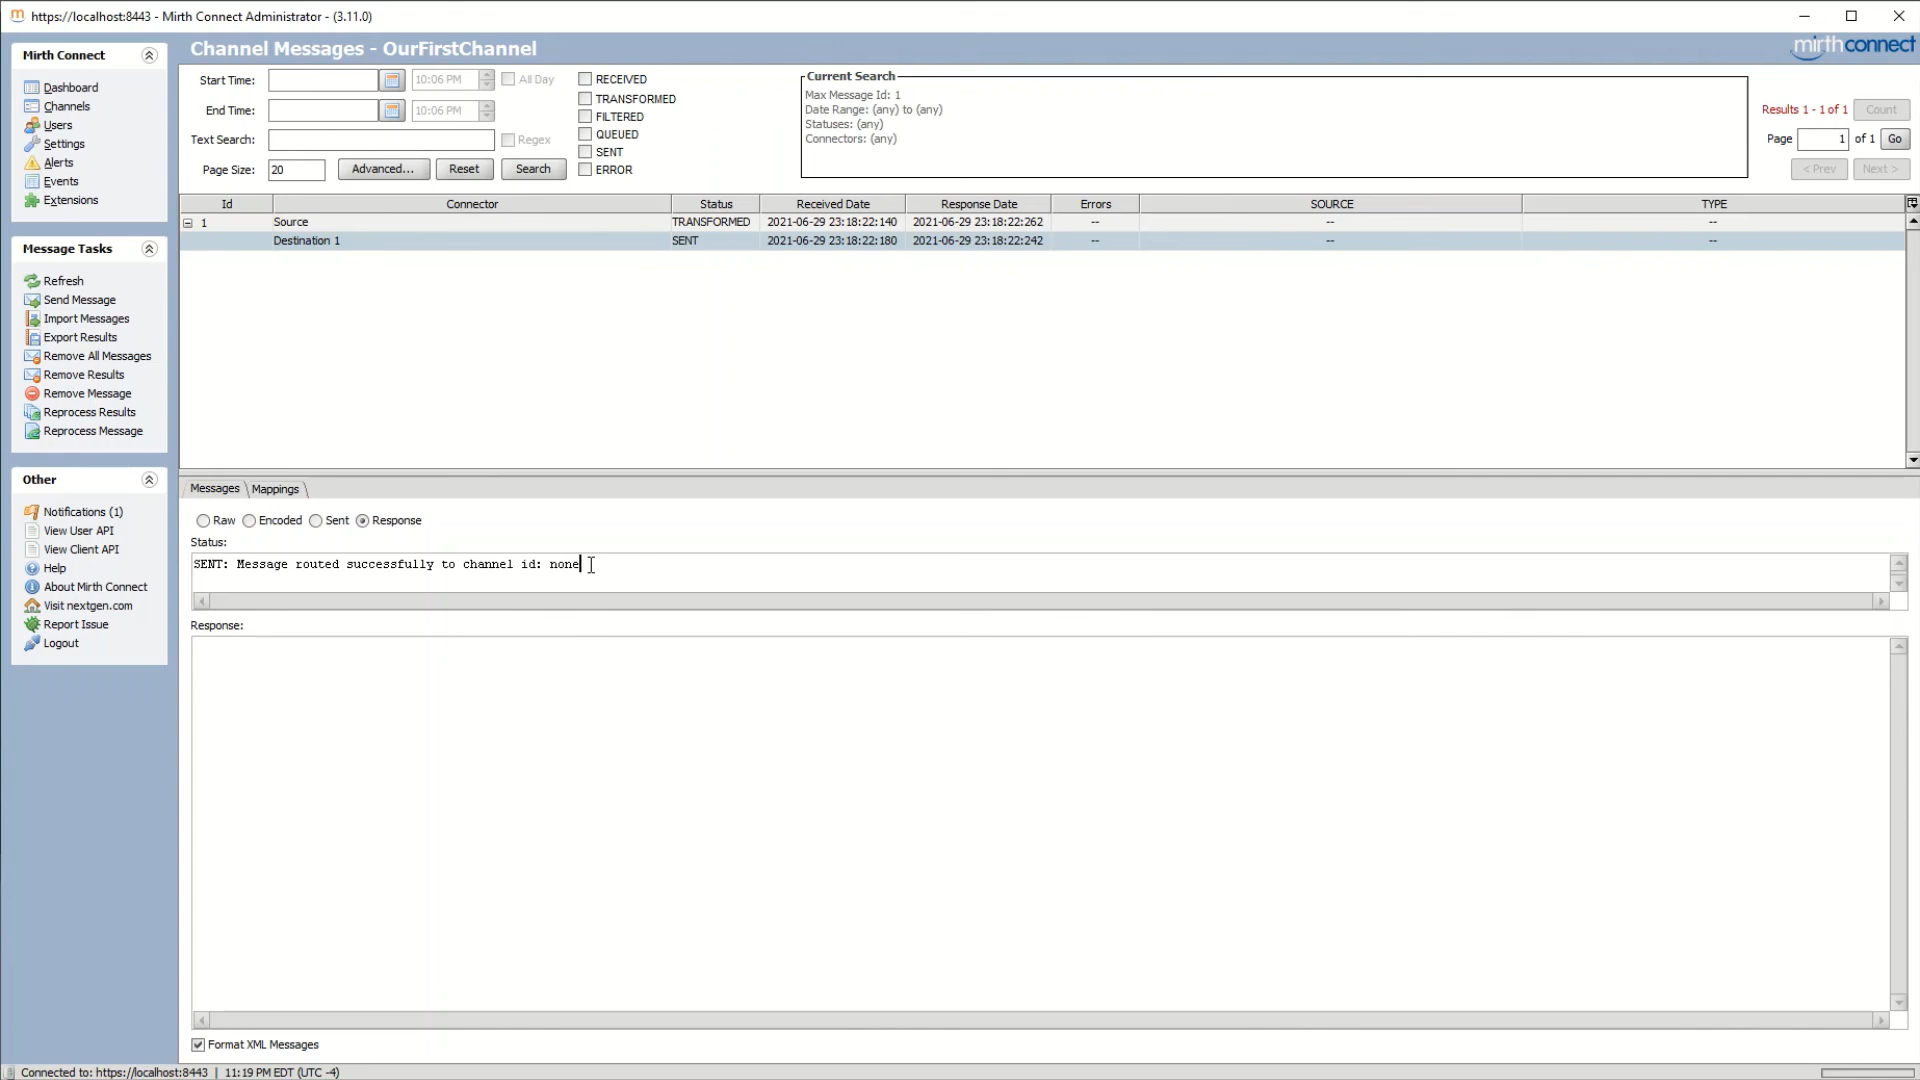 https://localhost:8443 - Mirth Connect Administrator - (3.11.0)
Mirth Connect
Dashboard
Channels
Users
Settings
Alerts
Events
Extensions
Message Tasks
Refresh
Send Message
Import Messages
Export Results
Remove All Messages
Remove Results
Remove Message
Reprocess Results
Reprocess Message
Other
Notifications (1)
View User API
View Client API
Help
About Mirth Connect
Visit nextgen.com
Report Issue
Logout
Channel Messages - OurFirstChannel
mirthconnect
Start Time: 10:06 PM All Day
End Time: 10:06 PM
Text Search: Regex
Page Size: 20 Advanced... Reset Search
RECEIVED
TRANSFORMED
FILTERED
QUEUED
SENT
ERROR
Current Search
Max Message Id: 1
Date Range: (any) to (any)
Statuses: (any)
Connectors: (any)
Results 1 - 1 of 1 Count
Page 1 of 1 Go
< Prev Next >
Id Connector Status Received Date Response Date Errors SOURCE TYPE
1 Source TRANSFORMED 2021-06-29 23:18:22:140 2021-06-29 23:18:22:262 -- -- --
Destination 1 SENT 2021-06-29 23:18:22:180 2021-06-29 23:18:22:242 -- -- --
Messages Mappings
Raw Encoded Sent Response
Status:
SENT: Message routed successfully to channel id: none
Response:
Format XML Messages
Connected to: https://localhost:8443 | 11:19 PM EDT (UTC -4)